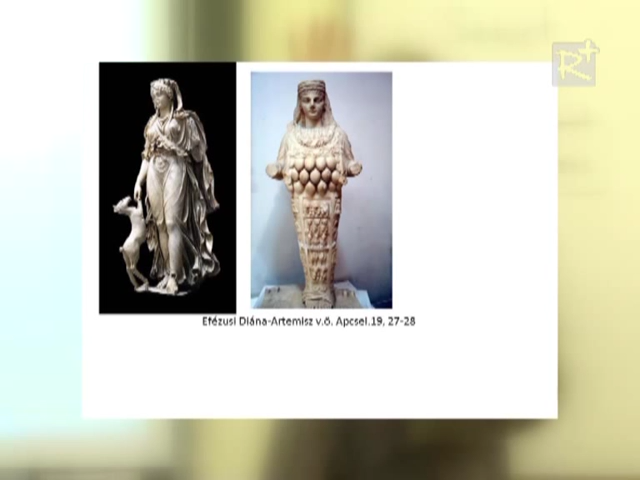 R+
Efézusi Diána-Artemisz v.ö. Apcsel.19, 27-28